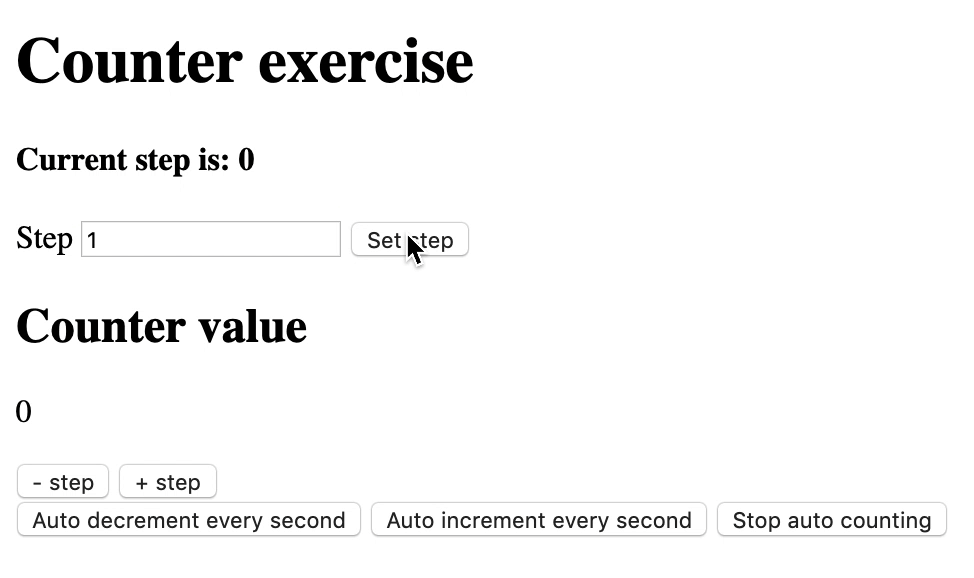 Counter exercise
Current step is: 0
Step 1 Set step
Counter value
0
- step + step
Auto decrement every second Auto increment every second Stop auto counting